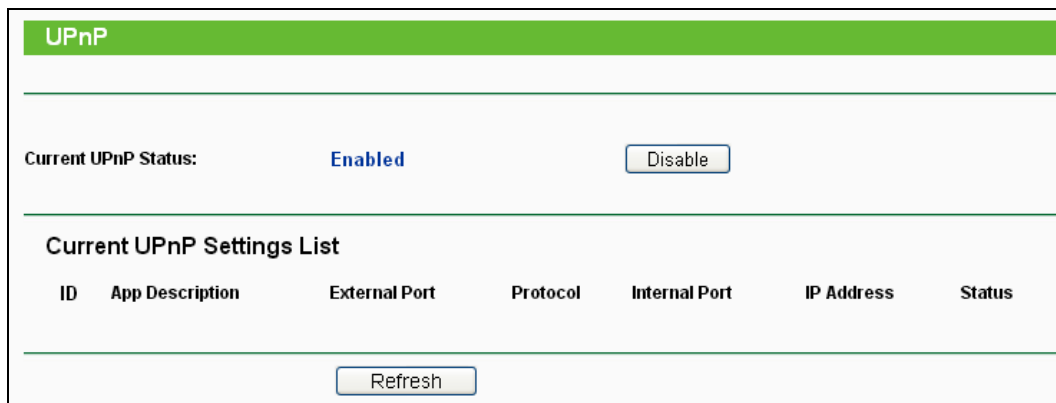 UPnP
Current UPnP Status: Enabled Disable
Current UPnP Settings List
ID App Description External Port Protocol Internal Port IP Address Status
Refresh